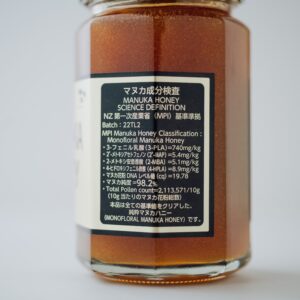 マヌカ成分検査
MANUKA HONEY
SCIENCE DEFINITION
NZ 第一次産業省（MPI）基準準拠
Batch : 22TL2
MPI Manuka Honey Classification :
Monofloral Manuka Honey
・3-フェニル乳酸 (3-PLA)=740mg/kg
・2'-メトキシアセトフェノン (2'-MAP)=5.4mg/kg
・2-メトキシ安息香酸 (2-MBA)=5.1mg/kg
・4-ヒドロキシフェニル乳酸 (4-HPLA)=8.9mg/kg
・マヌカ花粉 DNA レベル値 (cq) =19.76
・マヌカ純度 =98.2%
・Total Pollen count=2,113,571/10g
(10g 当たりのマヌカ花粉総数)
本品は全ての基準値をクリアした、
純粋マヌカハニー
(MONOFLORAL MANUKA HONEY) です。